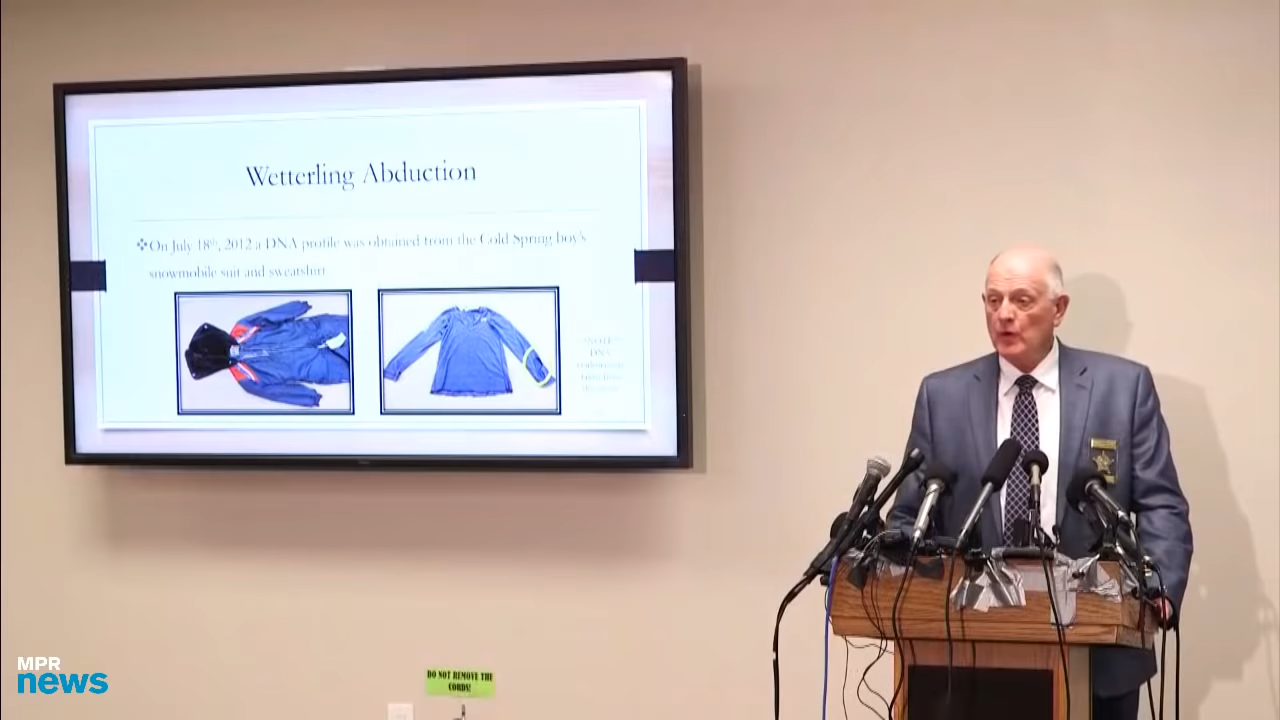 Wetterling Abduction
❖On July 18th, 2012 a DNA profile was obtained from the Cold Spring boy's
snowmobile suit and sweatshirt
DNA
MPR
news
DO NOT REMOVE THE
CORDS!